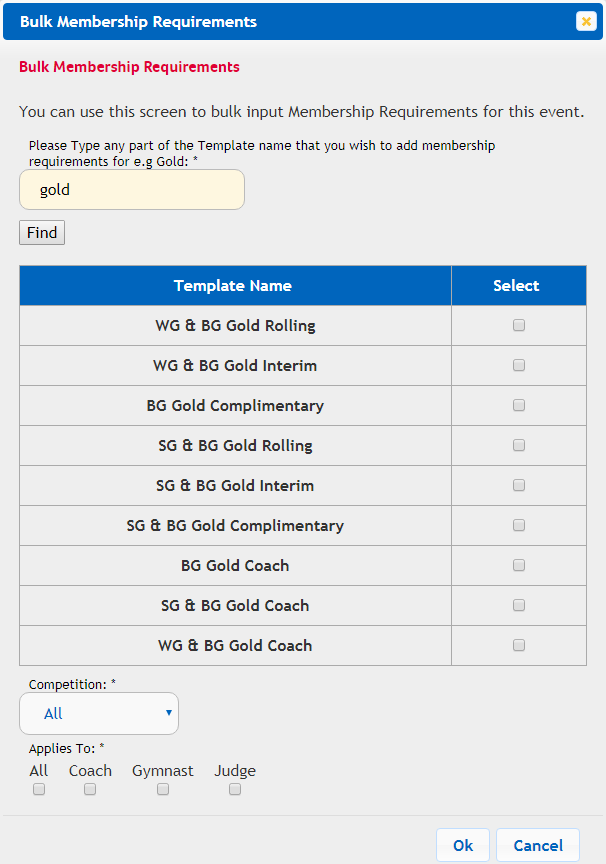 Bulk Membership Requirements
Bulk Membership Requirements
You can use this screen to bulk input Membership Requirements for this event.
Please Type any part of the Template name that you wish to add membership
requirements for e.g Gold: *
gold
Find
Template Name Select
WG & BG Gold Rolling
WG & BG Gold Interim
BG Gold Complimentary
SG & BG Gold Rolling
SG & BG Gold Interim
SG & BG Gold Complimentary
BG Gold Coach
SG & BG Gold Coach
WG & BG Gold Coach
Competition: *
All
Applies To: *
All Coach Gymnast Judge
Ok Cancel